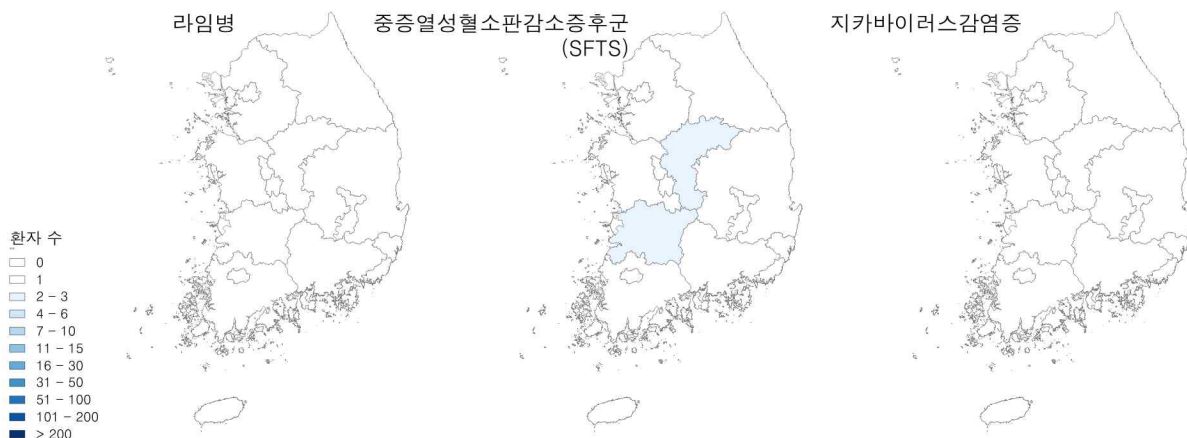 라임병
중증열성혈소판감소증후군
(SFTS)
지카바이러스감염증
환자 수
0
1
2 - 3
4 - 6
7 - 10
11 - 15
16 - 30
31 - 50
51 - 100
101 - 200
> 200